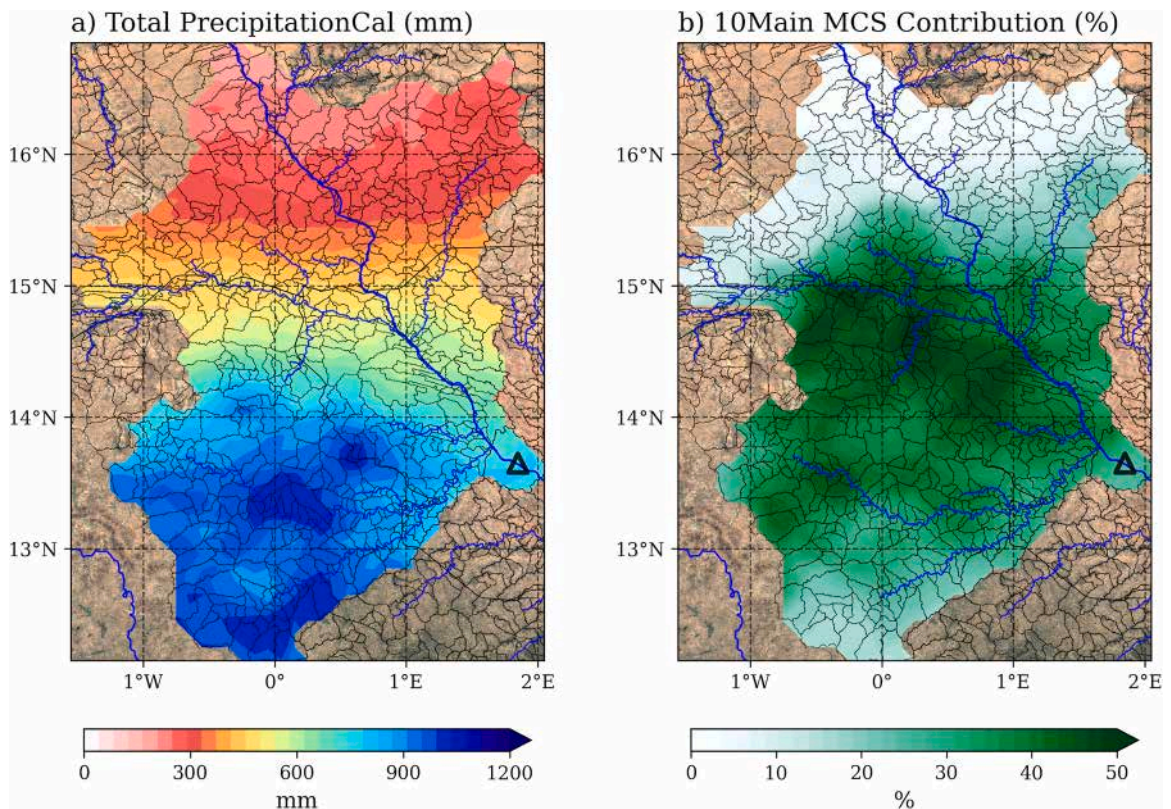 a) Total PrecipitationCal (mm)
b) 10Main MCS Contribution (%)
16°N
15°N
14°N
13°N
1°W
0°
1°E
2°E
16°N
15°N
14°N
13°N
1°W
0°
1°E
2°E
0
300
600
900
1200
mm
0
10
20
30
40
50
%